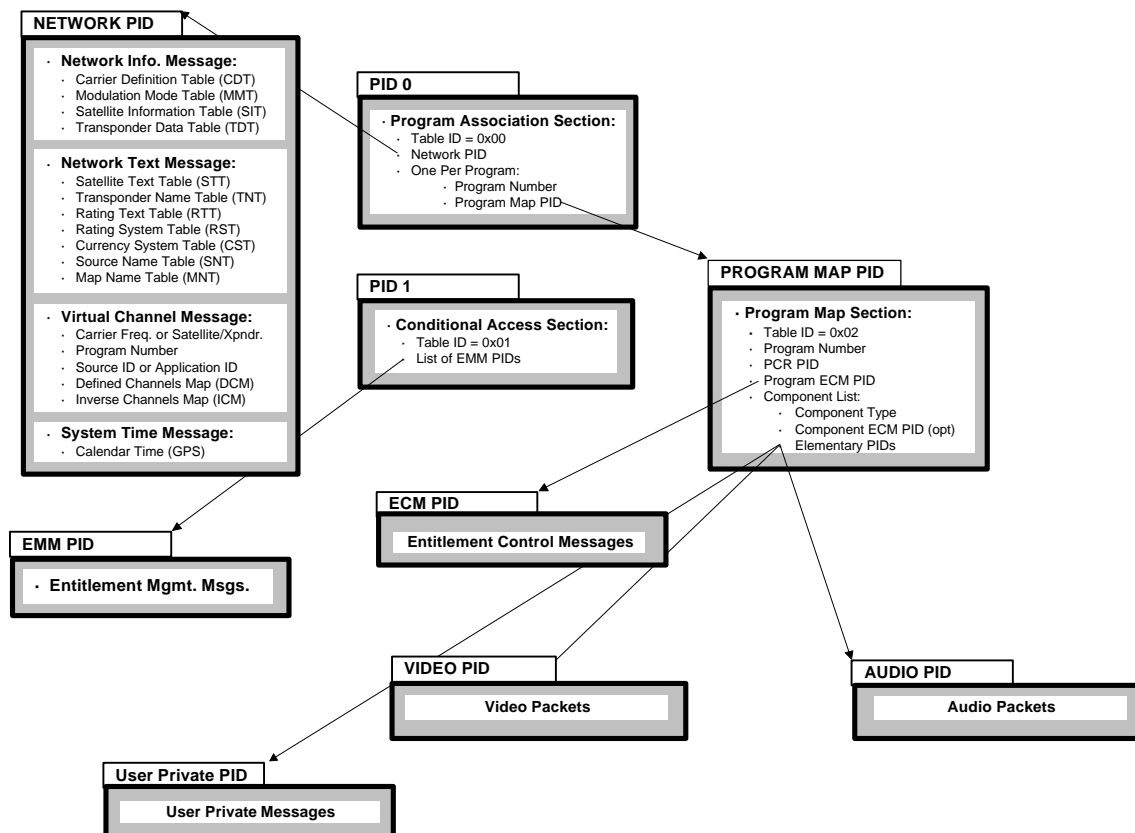 NETWORK PID
· Network Info. Message:
· Carrier Definition Table (CDT)
· Modulation Mode Table (MMT)
· Satellite Information Table (SIT)
· Transponder Data Table (TDT)
· Network Text Message:
· Satellite Text Table (STT)
· Transponder Name Table (TNT)
· Rating Text Table (RTT)
· Rating System Table (RST)
· Currency System Table (CST)
· Source Name Table (SNT)
· Map Name Table (MNT)
· Virtual Channel Message:
· Carrier Freq. or Satellite/Xpndr.
· Program Number
· Source ID or Application ID
· Defined Channels Map (DCM)
· Inverse Channels Map (ICM)
· System Time Message:
· Calendar Time (GPS)
PID 0
· Program Association Section:
· Table ID = 0x00
· Network PID
· One Per Program:
· Program Number
· Program Map PID
PID 1
· Conditional Access Section:
· Table ID = 0x01
· List of EMM PIDs
PROGRAM MAP PID
· Program Map Section:
· Table ID = 0x02
· Program Number
· PCR PID
· Program ECM PID
· Component List:
· Component Type
· Component ECM PID (opt)
· Elementary PIDs
ECM PID
Entitlement Control Messages
EMM PID
· Entitlement Mgmt. Msgs.
VIDEO PID
Video Packets
AUDIO PID
Audio Packets
User Private PID
User Private Messages